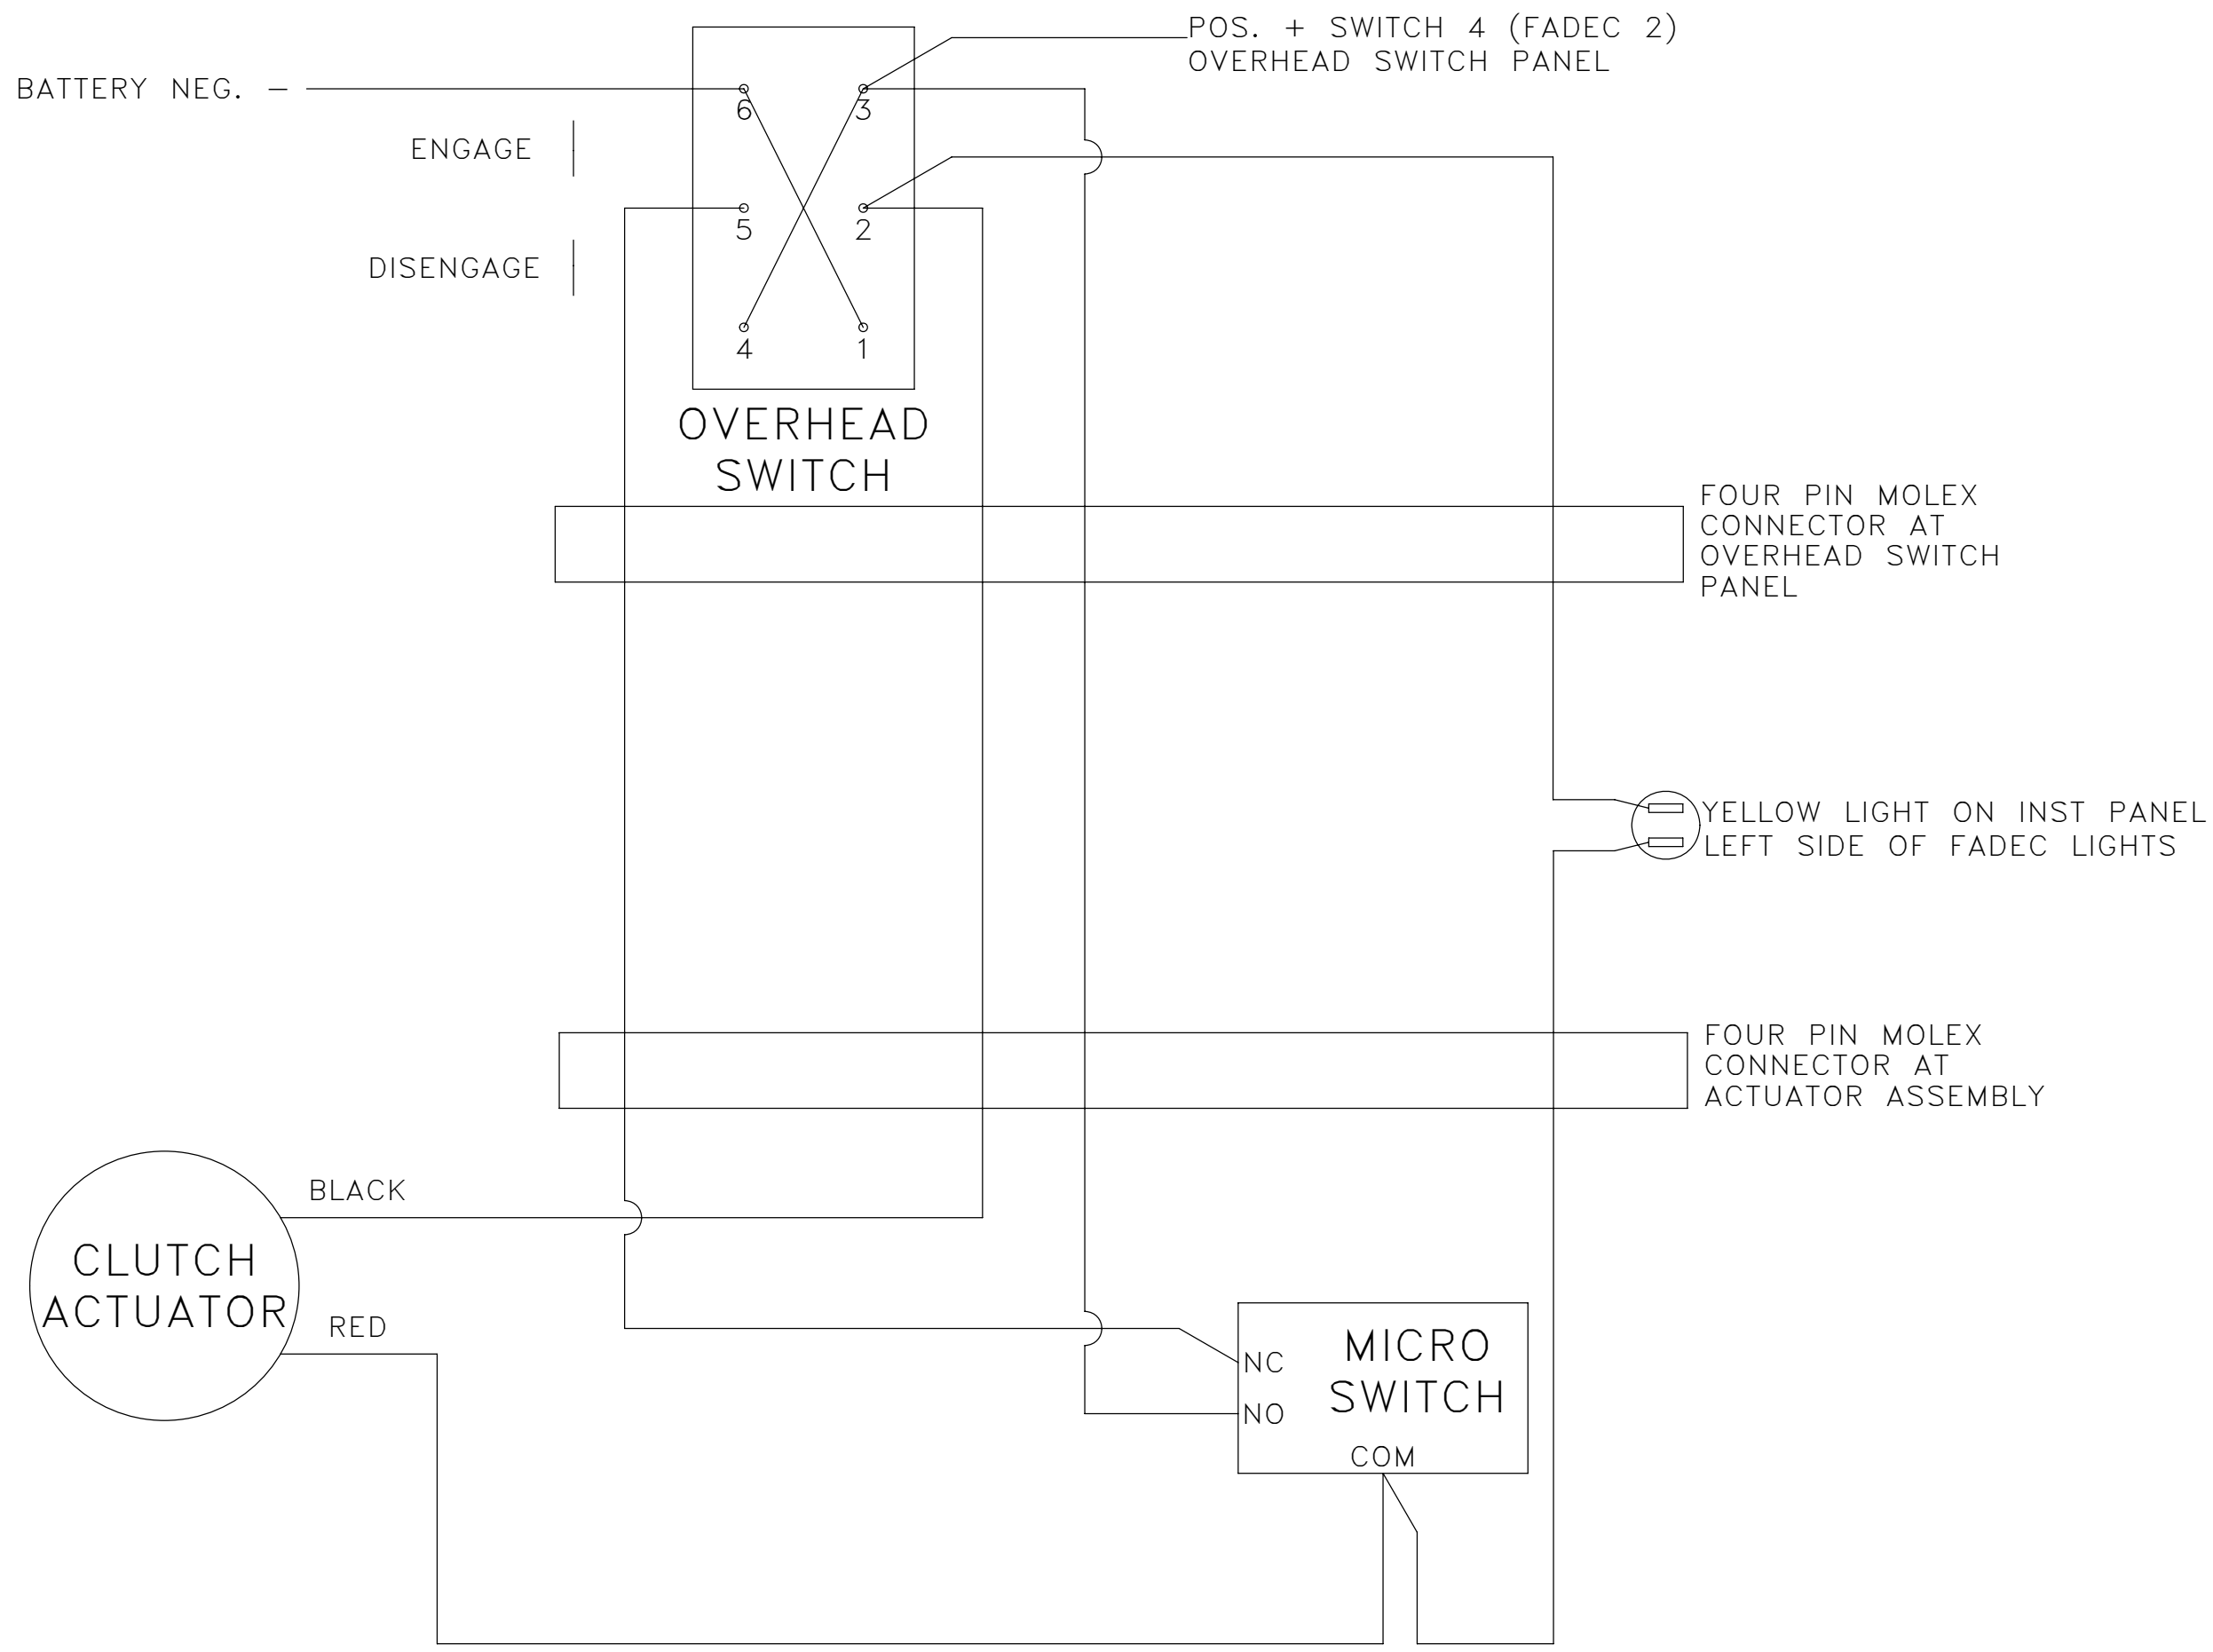 POS. + SWITCH 4 (FADEC 2)
OVERHEAD SWITCH PANEL
BATTERY NEG. -
6
3
ENGAGE
5
2
DISENGAGE
4
1
OVERHEAD
SWITCH
FOUR PIN MOLEX
CONNECTOR AT
OVERHEAD SWITCH
PANEL
YELLOW LIGHT ON INST PANEL
LEFT SIDE OF FADEC LIGHTS
FOUR PIN MOLEX
CONNECTOR AT
ACTUATOR ASSEMBLY
BLACK
CLUTCH
ACTUATOR
RED
NC
NO
MICRO
SWITCH
COM